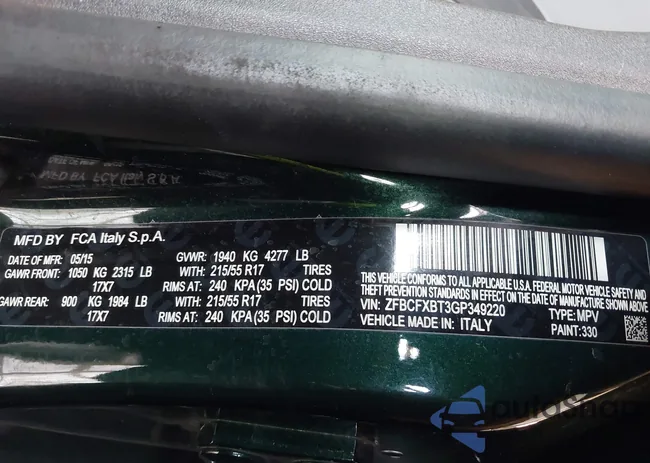 MFD BY FCA Italy S.p.A.
DATE OF MFR: 05/15 GVWR: 1940 KG 4277 LB
GAWR FRONT: 1050 KG 2315 LB WITH: 215/55 R17 TIRES
17X7 RIMS AT: 240 KPA (35 PSI) COLD
GAWR REAR: 900 KG 1984 LB WITH: 215/55 R17 TIRES
17X7 RIMS AT: 240 KPA (35 PSI) COLD
THIS VEHICLE CONFORMS TO ALL APPLICABLE U.S.A. FEDERAL MOTOR VEHICLE SAFETY AND
THEFT PREVENTION STANDARDS IN EFFECT ON THE DATE OF MANUFACTURE SHOWN ABOVE.
VIN: ZFBCFXBT3GP349220 TYPE: MPV
VEHICLE MADE IN: ITALY PAINT: 330